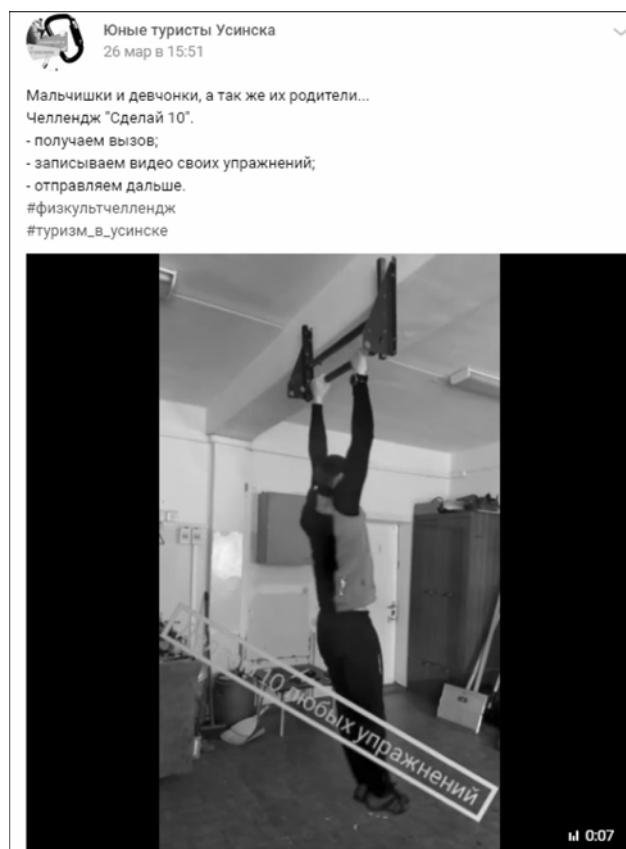 Юные туристы Усинска
26 мар в 15:51
Мальчишки и девчонки, а так же их родители...
Челлендж "Сделай 10".
- получаем вызов;
- записываем видео своих упражнений;
- отправляем дальше.
#физкультчеллендж
#туризм_в_усинске
10 любых упражнений
0:07